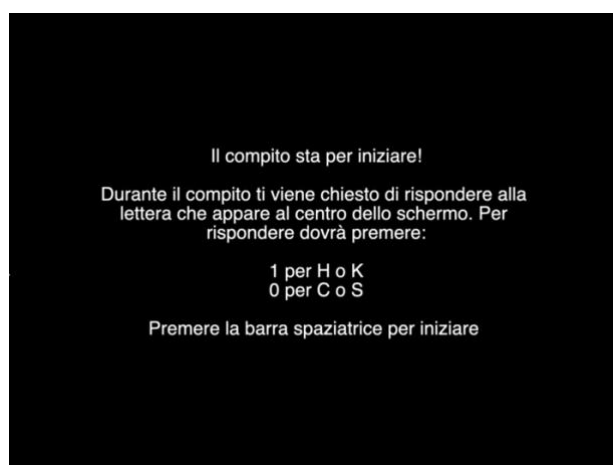 Il compito sta per iniziare!
Durante il compito ti viene chiesto di rispondere alla
lettera che appare al centro dello schermo. Per
rispondere dovrà premere:
1 per H o K
0 per C o S
Premere la barra spaziatrice per iniziare